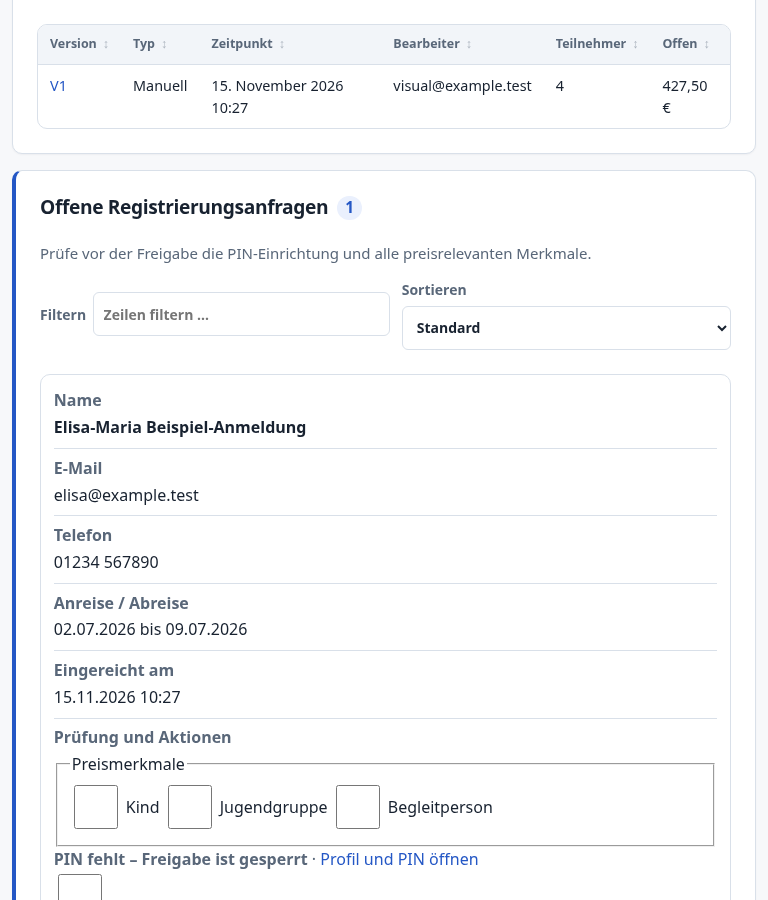 Version ↕ Typ ↕ Zeitpunkt ↕ Bearbeiter ↕ Teilnehmer ↕ Offen ↕
V1 Manuell 15. November 2026 visual@example.test 4 427,50
10:27 €
Offene Registrierungsanfragen 1
Prüfe vor der Freigabe die PIN-Einrichtung und alle preisrelevanten Merkmale.
Sortieren
Filtern Zeilen filtern ...
Standard
Name
Elisa-Maria Beispiel-Anmeldung
E-Mail
elisa@example.test
Telefon
01234 567890
Anreise / Abreise
02.07.2026 bis 09.07.2026
Eingereicht am
15.11.2026 10:27
Prüfung und Aktionen
Preismerkmale
Kind Jugendgruppe Begleitperson
PIN fehlt – Freigabe ist gesperrt · Profil und PIN öffnen